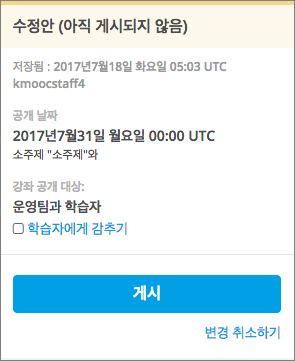 수정안 (아직 게시되지 않음)
저장됨 : 2017년7월18일 화요일 05:03 UTC
kmoocstaff4
공개 날짜
2017년7월31일 월요일 00:00 UTC
소주제 "소주제"와
강좌 공개 대상:
운영팀과 학습자
학습자에게 감추기
게시
변경 취소하기